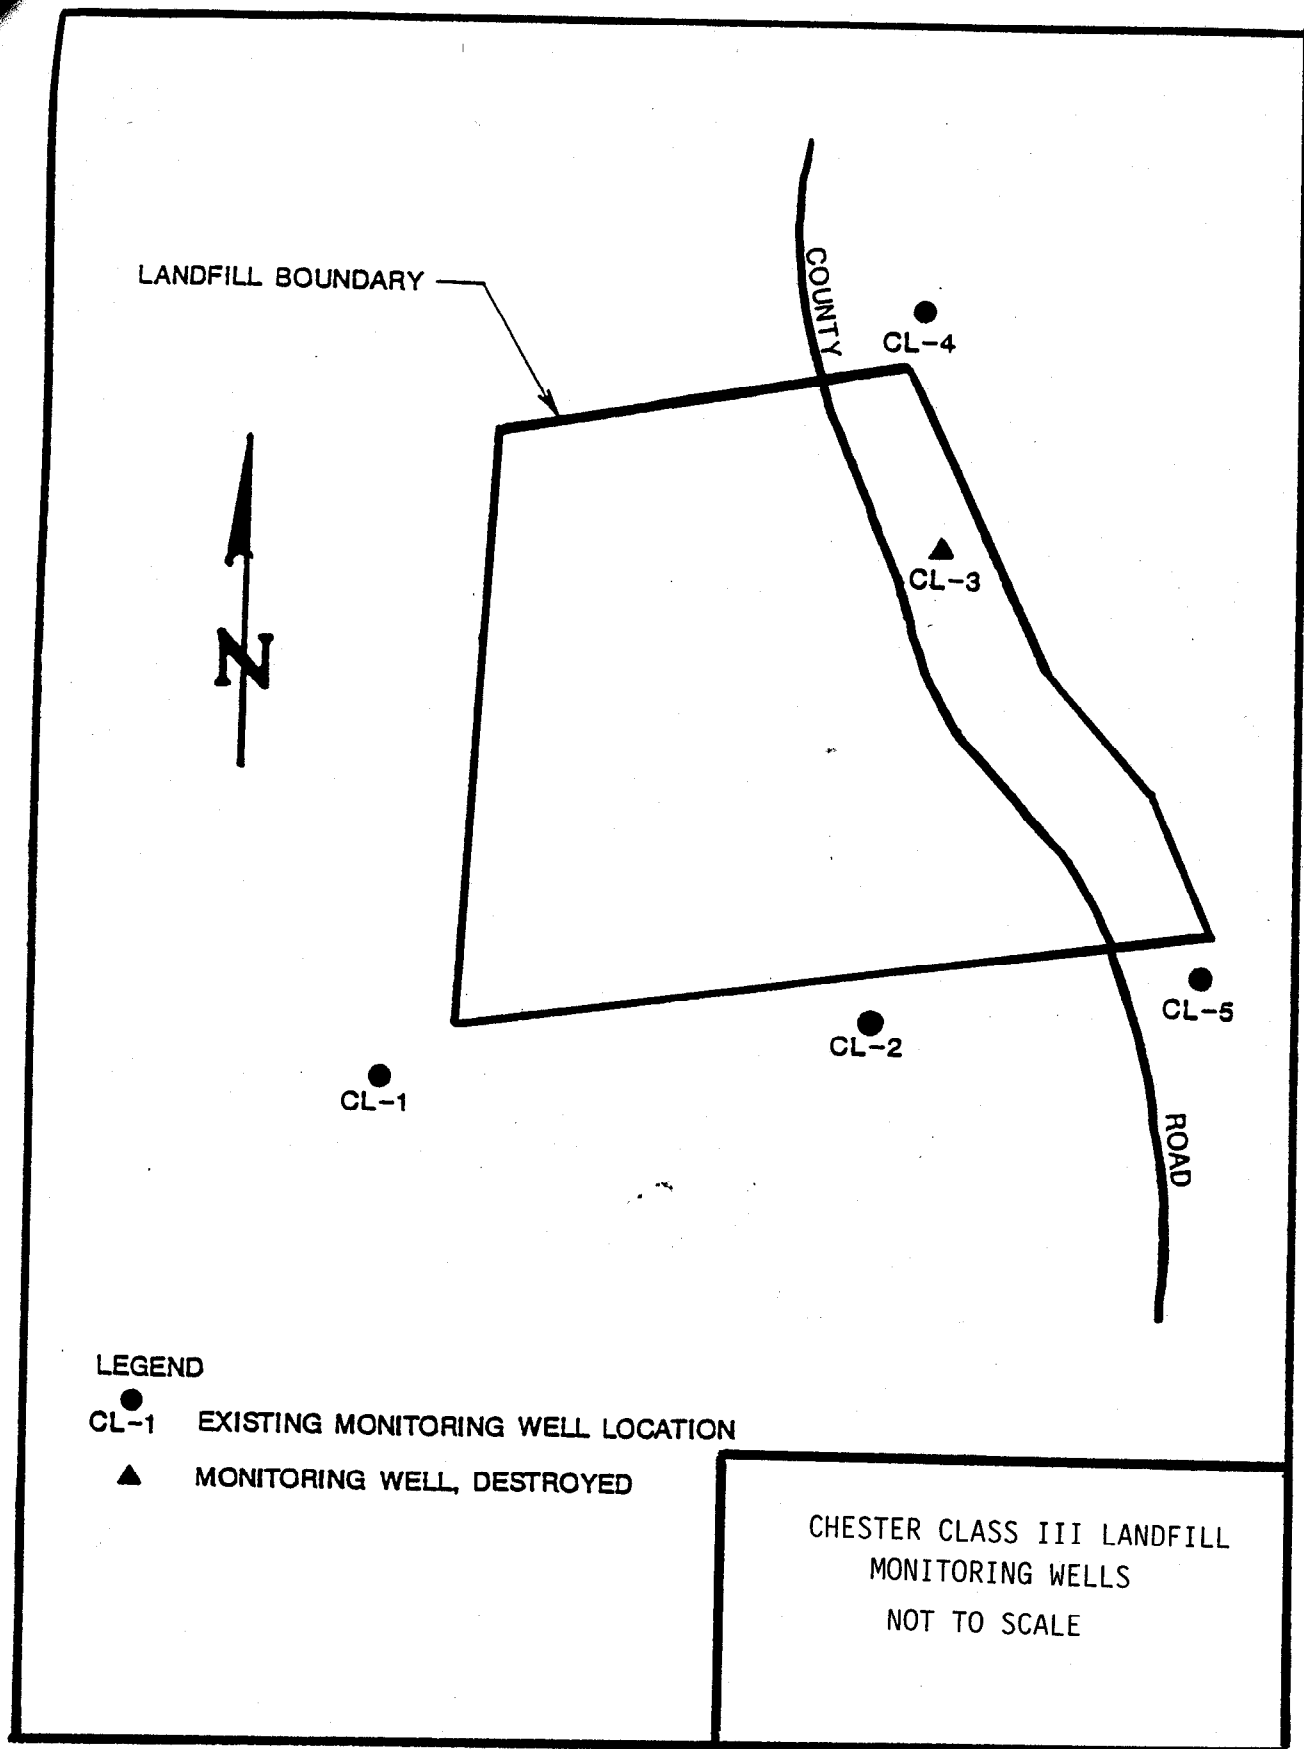 COUNTY
LANDFILL BOUNDARY
CL-4
CL-3
N
CL-5
CL-2
CL-1
ROAD
LEGEND
CL-1 EXISTING MONITORING WELL LOCATION
MONITORING WELL, DESTROYED
CHESTER CLASS III LANDFILL
MONITORING WELLS
NOT TO SCALE